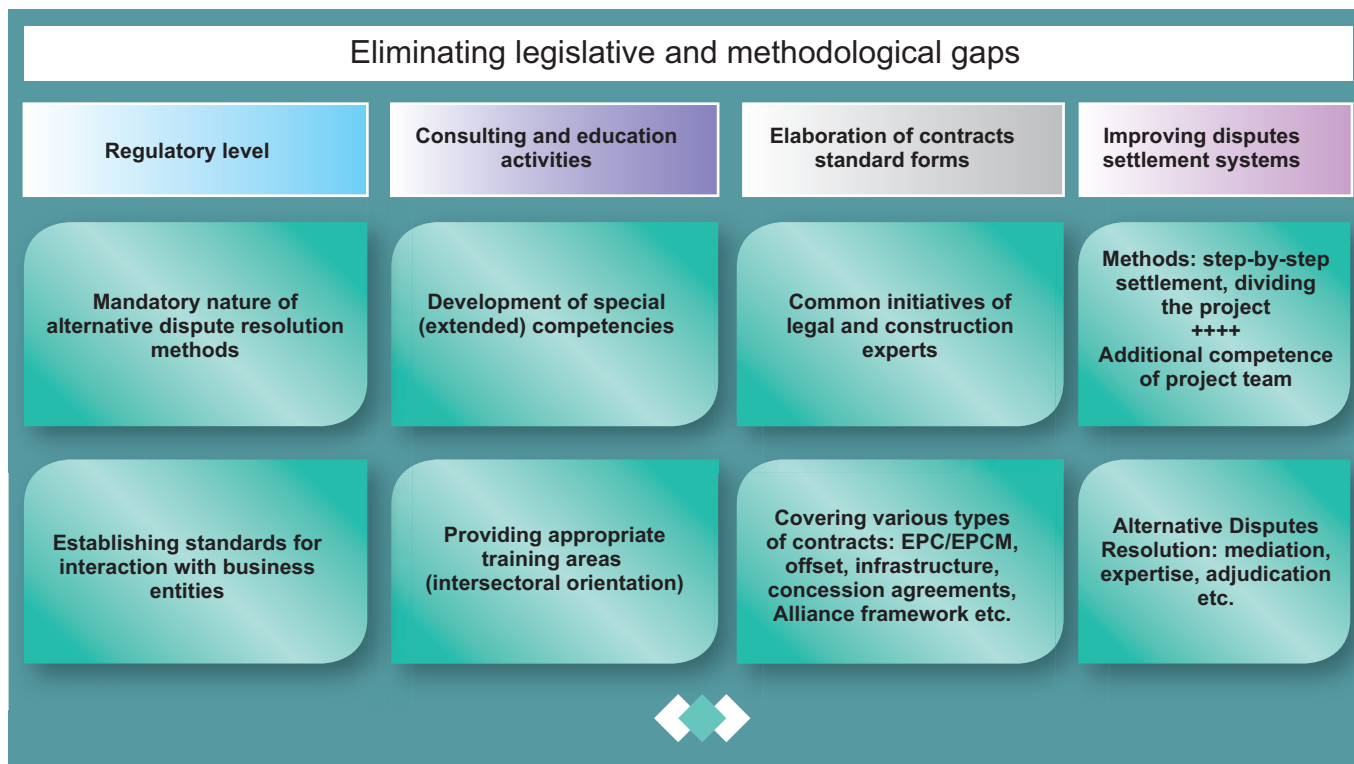 Eliminating legislative and methodological gaps
Regulatory level
Consulting and education
activities
Elaboration of contracts
standard forms
Improving disputes
settlement systems
Mandatory nature of
alternative dispute resolution
methods
Development of special
(extended) competencies
Common initiatives of
legal and construction
experts
Methods: step-by-step
settlement, dividing
the project
++++
Additional competence
of project team
Establishing standards for
interaction with business
entities
Providing appropriate
training areas
(intersectoral orientation)
Covering various types
of contracts: EPC/EPCM,
offset, infrastructure,
concession agreements,
Alliance framework etc.
Alternative Disputes
Resolution: mediation,
expertise, adjudication
etc.